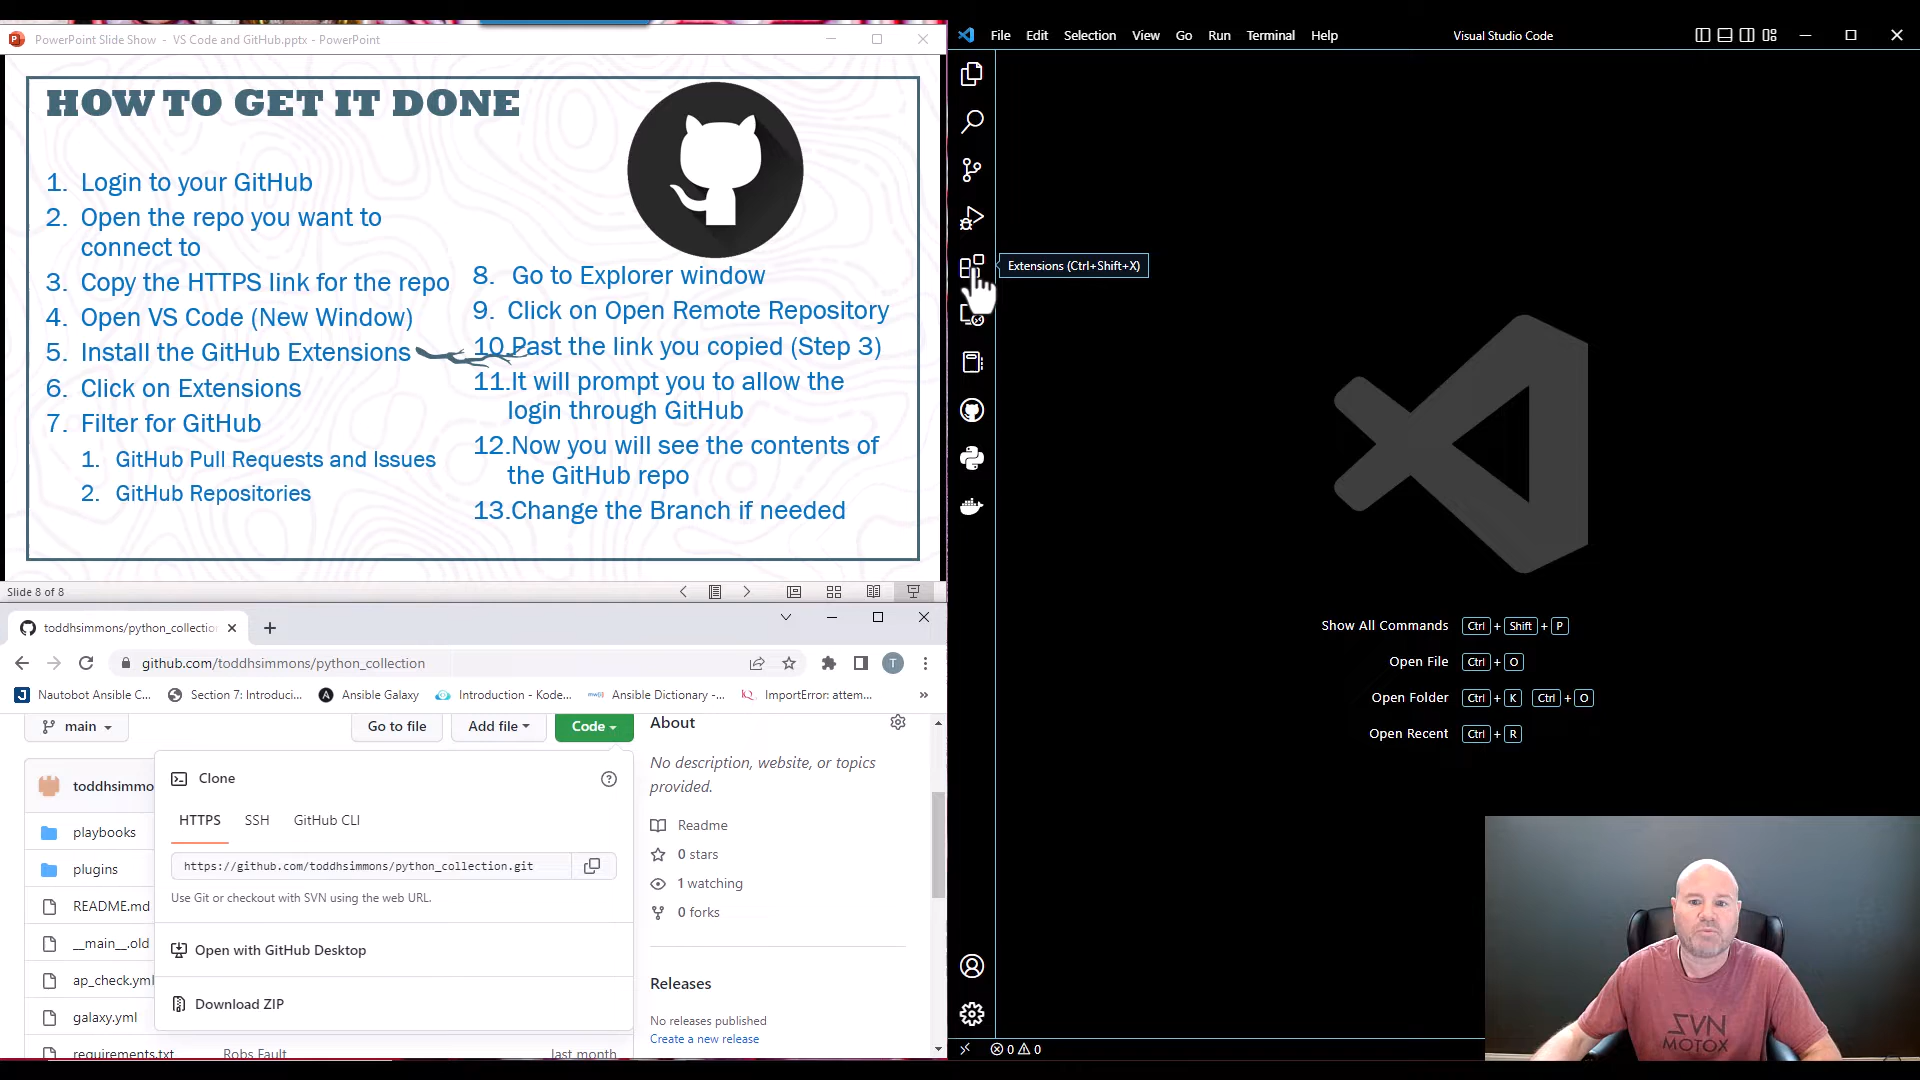 PowerPoint Slide Show - VS Code and GitHub.pptx - PowerPoint
HOW TO GET IT DONE
1. Login to your GitHub
2. Open the repo you want to
connect to
3. Copy the HTTPS link for the repo
4. Open VS Code (New Window)
5. Install the GitHub Extensions
6. Click on Extensions
7. Filter for GitHub
1. GitHub Pull Requests and Issues
2. GitHub Repositories
8. Go to Explorer window
9. Click on Open Remote Repository
10 Past the link you copied (Step 3)
11.It will prompt you to allow the
login through GitHub
12.Now you will see the contents of
the GitHub repo
13.Change the Branch if needed
Slide 8 of 8
toddhsimmons/python_collectio
github.com/toddhsimmons/python_collection
T
Nautobot Ansible C... Section 7: Introduci... Ansible Galaxy Introduction - Kode... Ansible Dictionary -... ImportError: attem... »
main Go to file Add file Code
toddhsimmo
playbooks
plugins
README.md
__main__.old
ap_check.yml
galaxy.yml
requirements.txt Robs Fault last month
Clone
HTTPS SSH GitHub CLI
https://github.com/toddhsimmons/python_collection.git
Use Git or checkout with SVN using the web URL.
Open with GitHub Desktop
Download ZIP
About
No description, website, or topics
provided.
Readme
0 stars
1 watching
0 forks
Releases
No releases published
Create a new release
File Edit Selection View Go Run Terminal Help Visual Studio Code
Extensions (Ctrl+Shift+X)
Show All Commands Ctrl + Shift + P
Open File Ctrl + O
Open Folder Ctrl + K Ctrl + O
Open Recent Ctrl + R
0 0
SVN
MOTOX